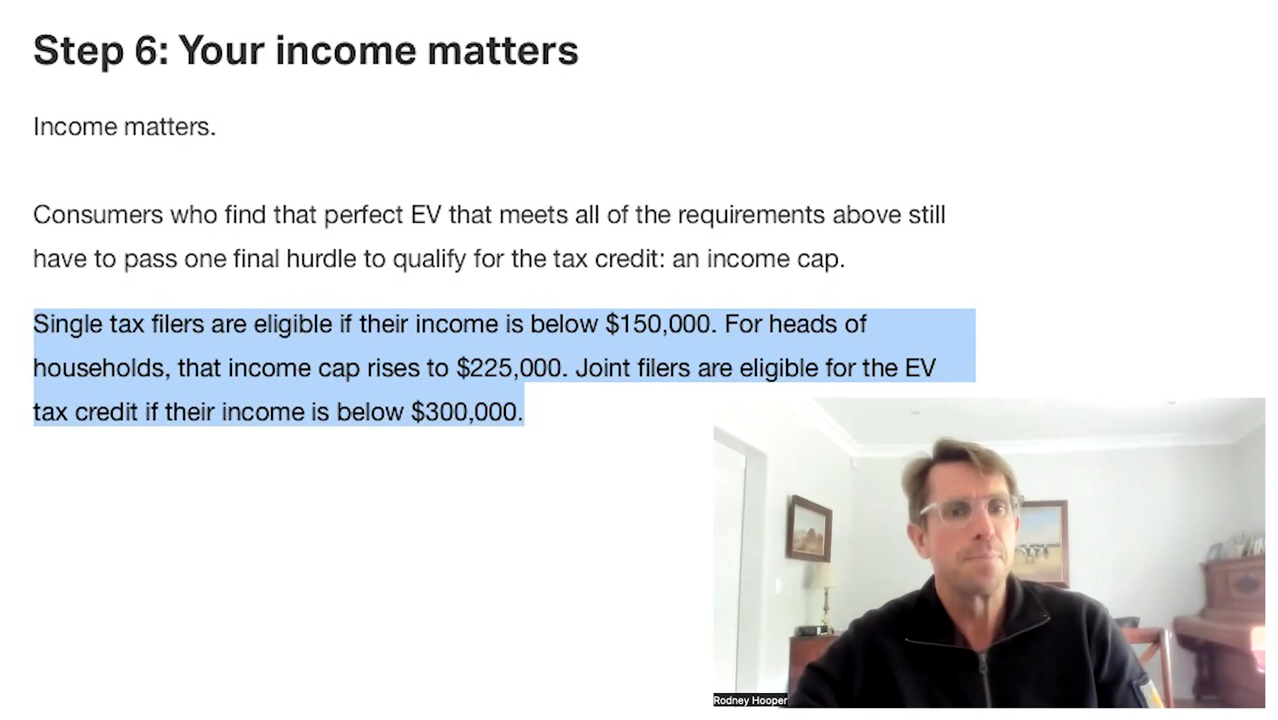 Step 6: Your income matters
Income matters.
Consumers who find that perfect EV that meets all of the requirements above still
have to pass one final hurdle to qualify for the tax credit: an income cap.
Single tax filers are eligible if their income is below $150,000. For heads of
households, that income cap rises to $225,000. Joint filers are eligible for the EV
tax credit if their income is below $300,000.
Rodney Hooper